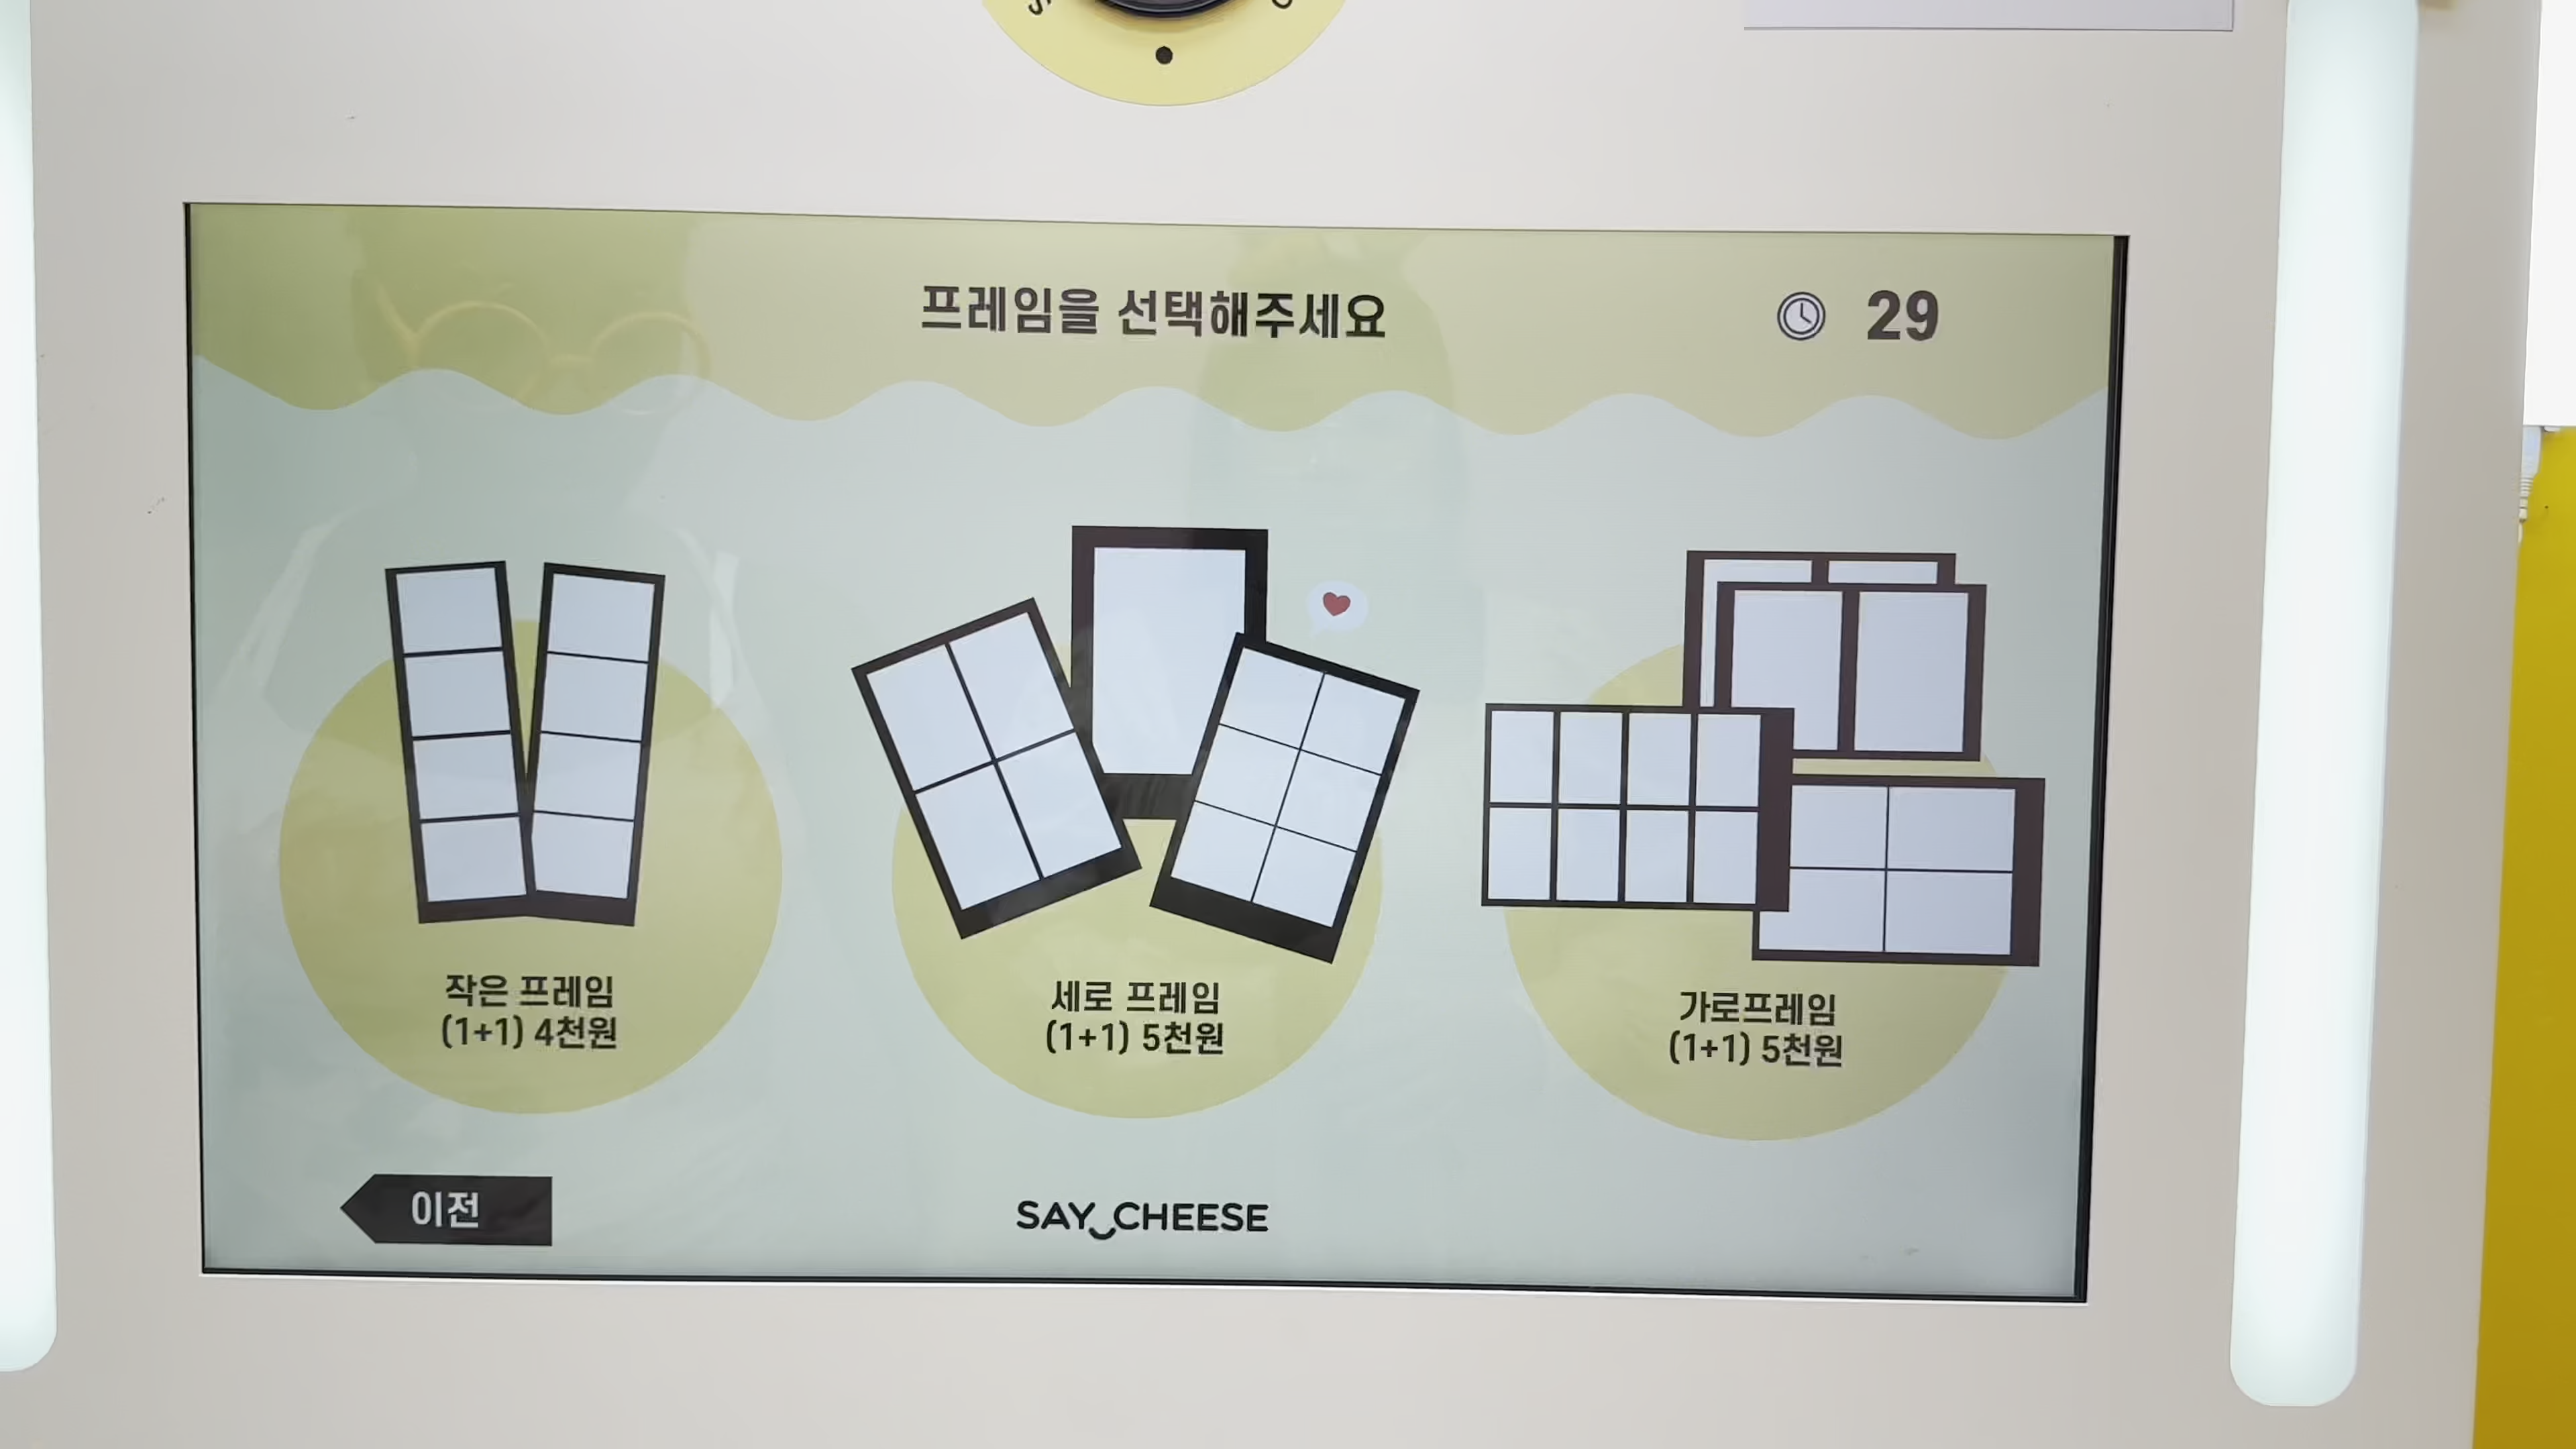 프레임을 선택해주세요
29
작은 프레임
(1+1) 4천원
세로 프레임
(1+1) 5천원
가로프레임
(1+1) 5천원
이전
SAY CHEESE